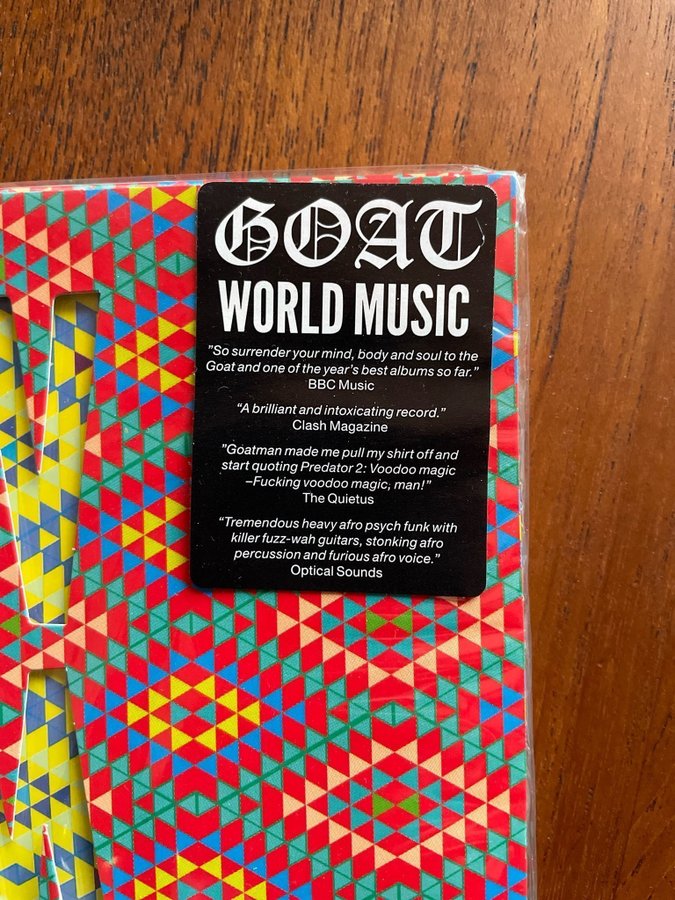 GOAT
WORLD MUSIC
”So surrender your mind, body and soul to the
Goat and one of the year’s best albums so far.”
BBC Music
“A brilliant and intoxicating record.”
Clash Magazine
”Goatman made me pull my shirt off and
start quoting Predator 2: Voodoo magic
–Fucking voodoo magic, man!”
The Quietus
“Tremendous heavy afro psych funk with
killer fuzz-wah guitars, stonking afro
percussion and furious afro voice.”
Optical Sounds